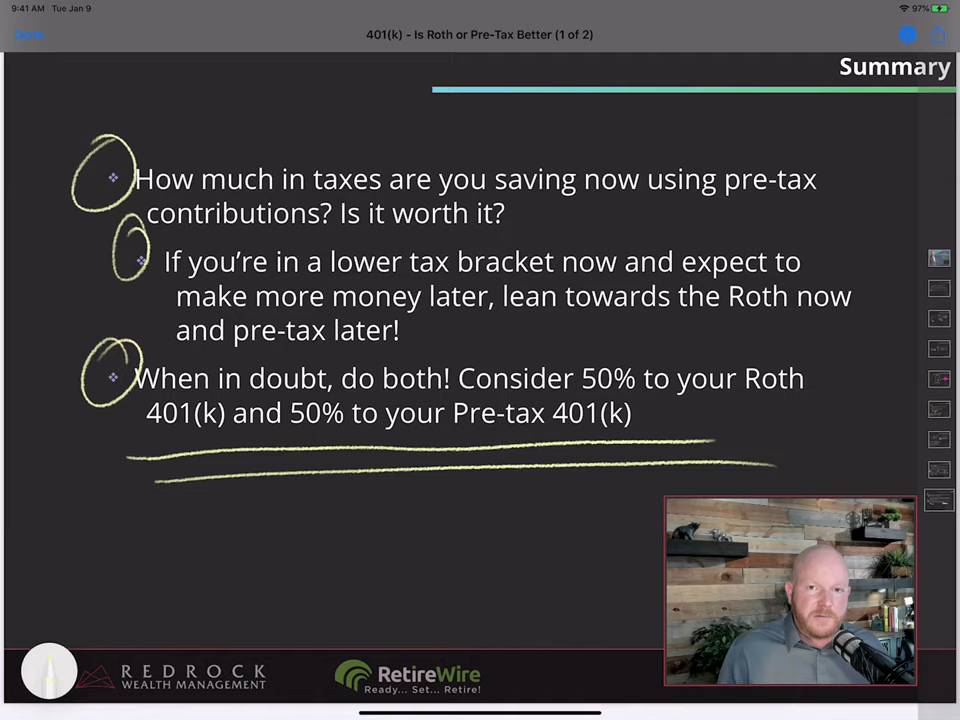 9:41 AM Tue Jan 9
97%
Done
401(k) - Is Roth or Pre-Tax Better (1 of 2)
Summary
How much in taxes are you saving now using pre-tax
contributions? Is it worth it?
If you’re in a lower tax bracket now and expect to
make more money later, lean towards the Roth now
and pre-tax later!
When in doubt, do both! Consider 50% to your Roth
401(k) and 50% to your Pre-tax 401(k)
REDROCK
WEALTH MANAGEMENT
RetireWire
Ready... Set... Retire!